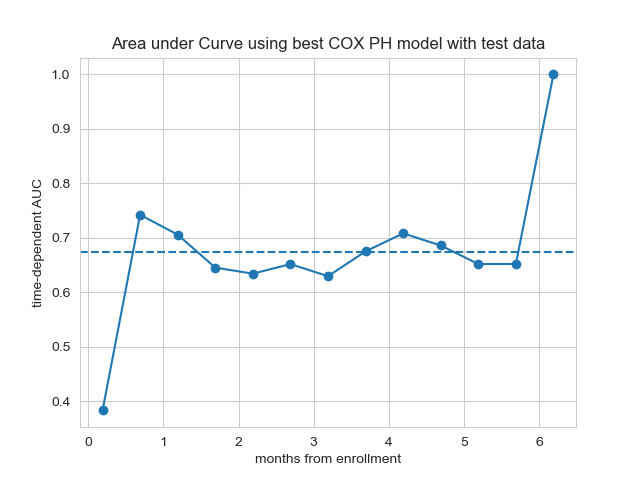 Area under Curve using best COX PH model with test data
1.0
0.9
0.8
0.7
0.6
0.5
0.4
time-dependent AUC
0 1 2 3 4 5 6
months from enrollment